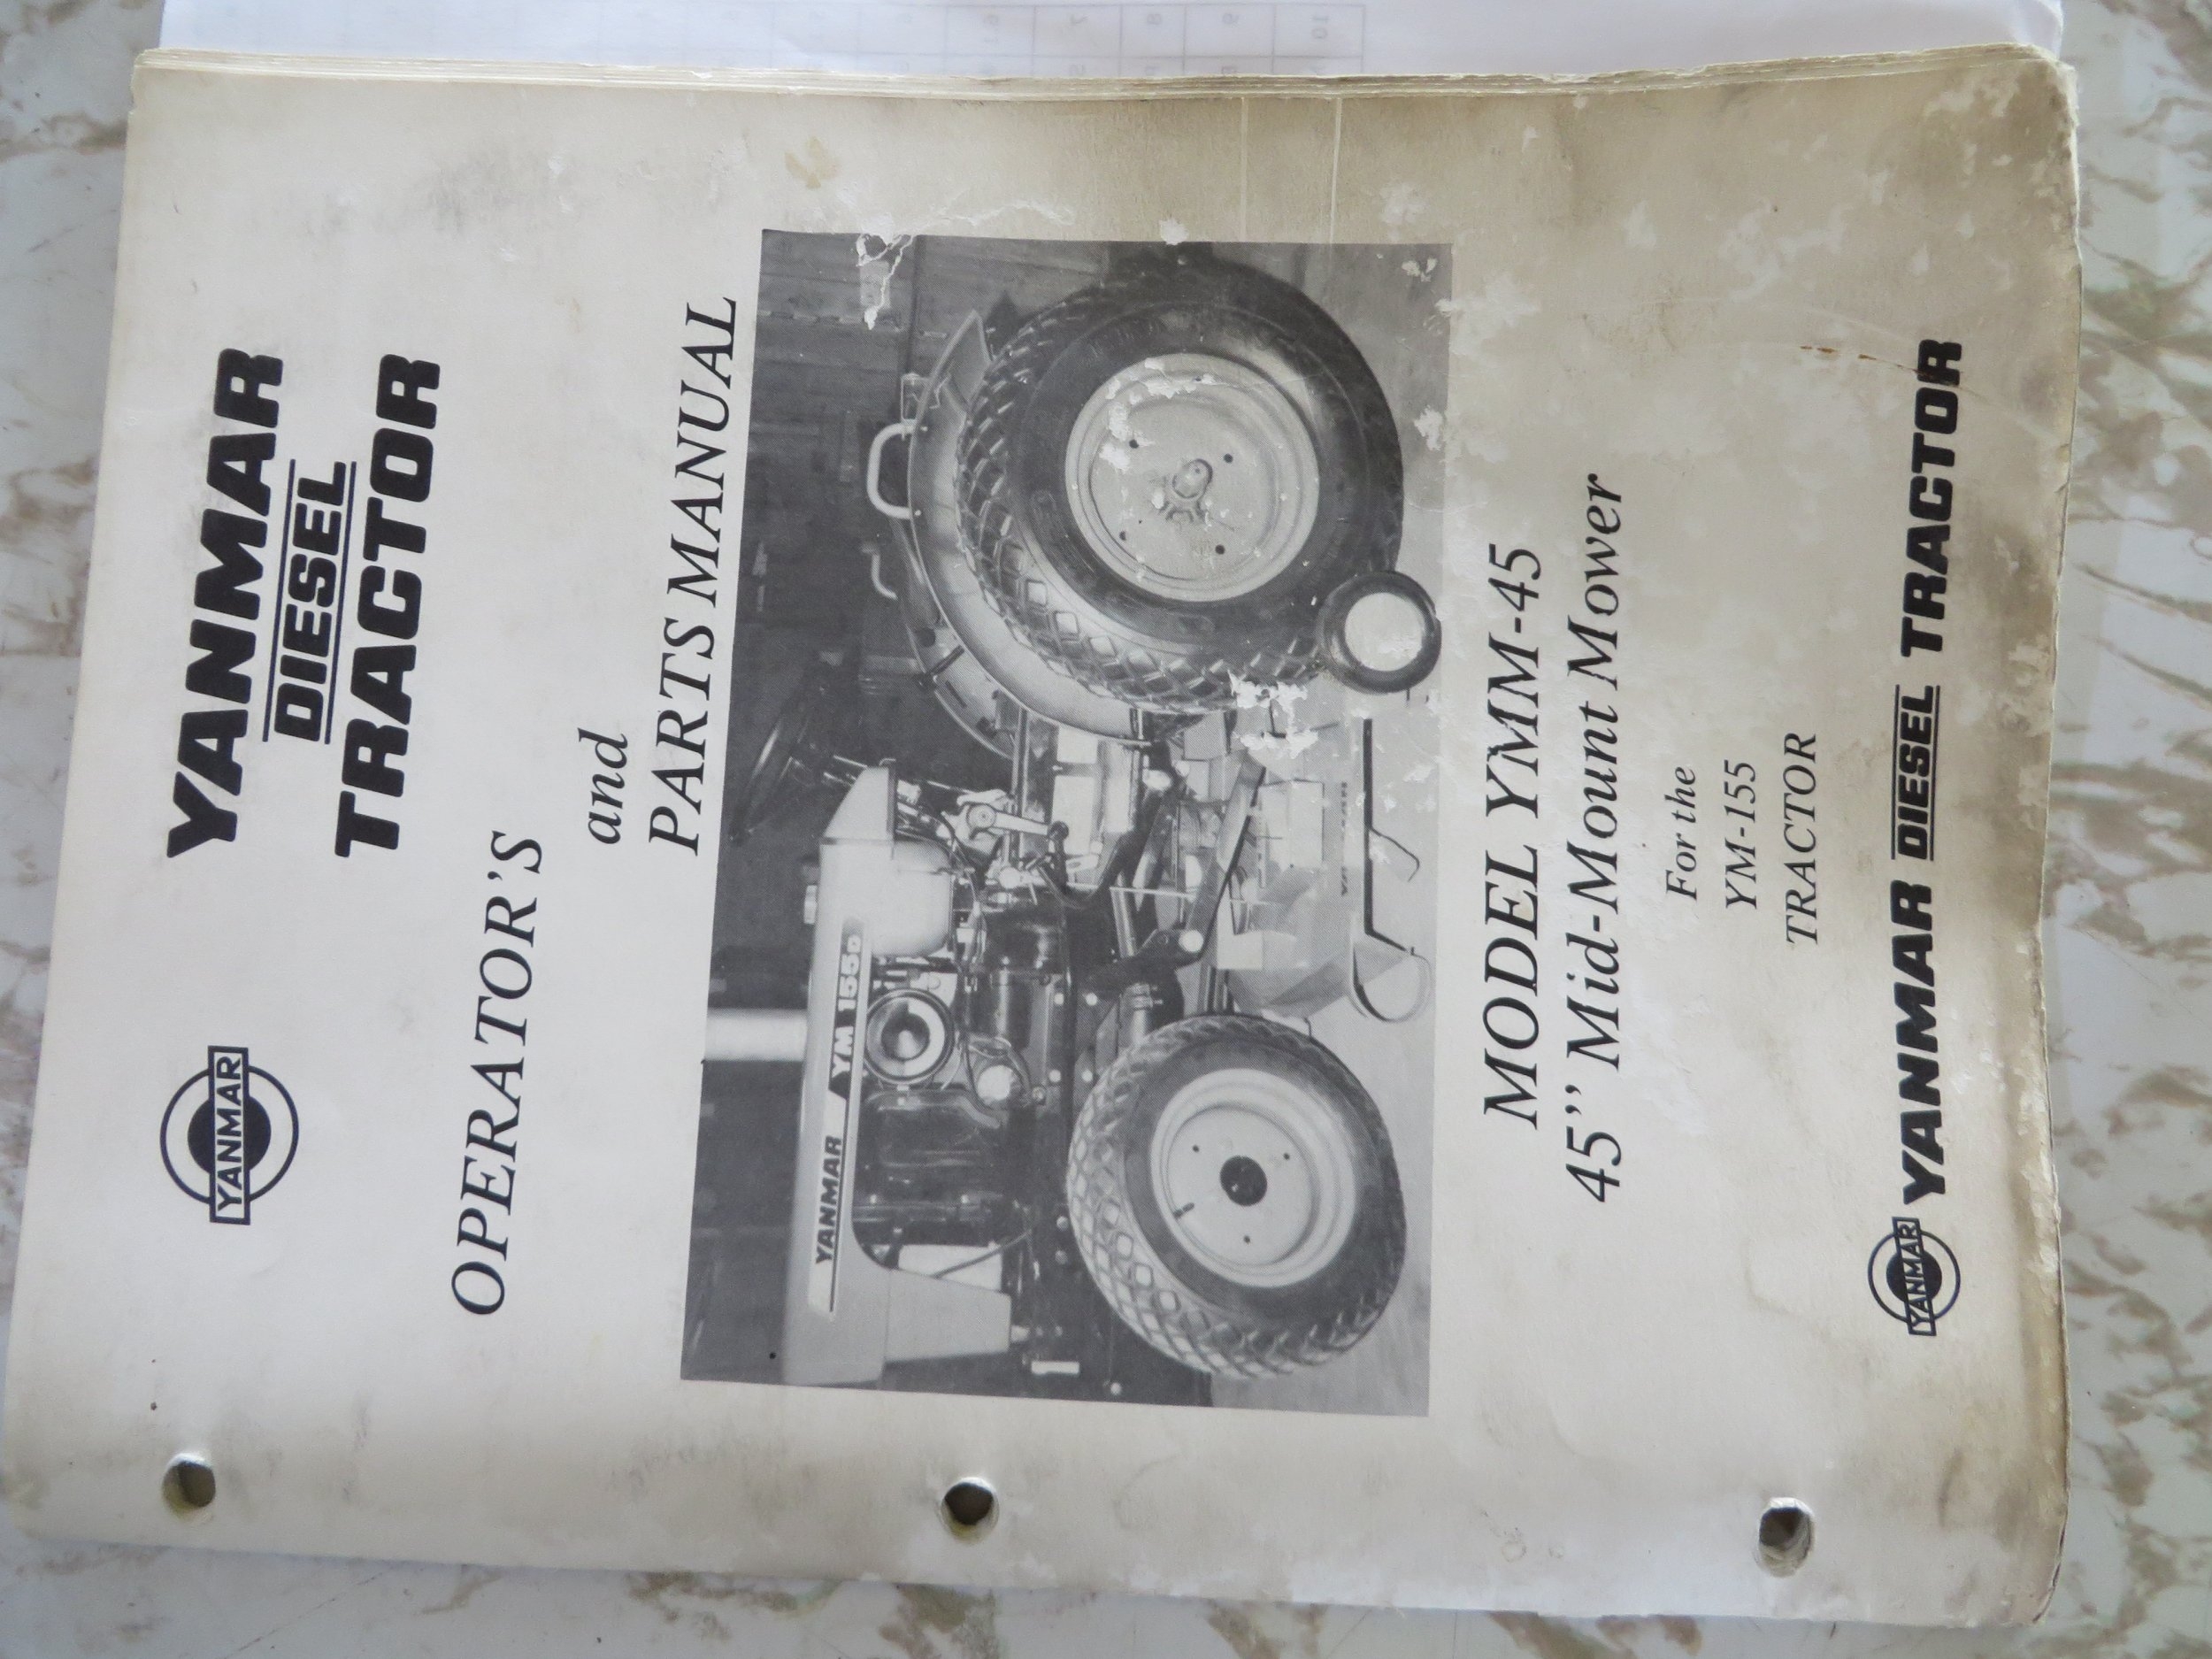 YANMAR
YANMAR
DIESEL
TRACTOR
OPERATOR'S
and
PARTS MANUAL
YANMAR
YM 155D
MODEL YMM-45
45" Mid-Mount Mower
For the
YM-155
TRACTOR
YANMAR
YANMAR DIESEL TRACTOR